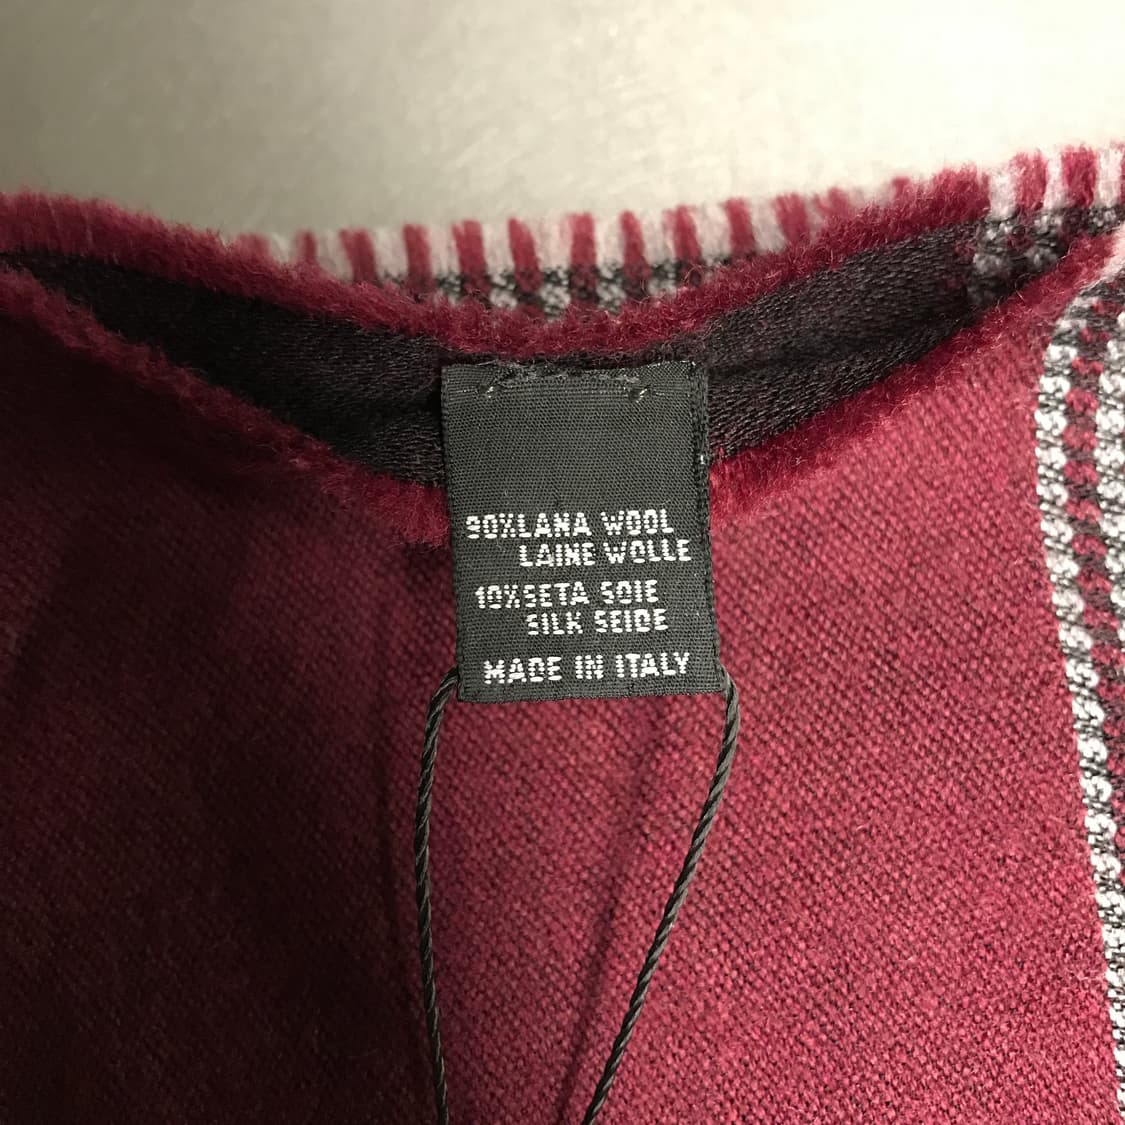 90%LANA WOOL
LAINE WOLLE
10%SETA SOIE
SILK SEIDE
MADE IN ITALY